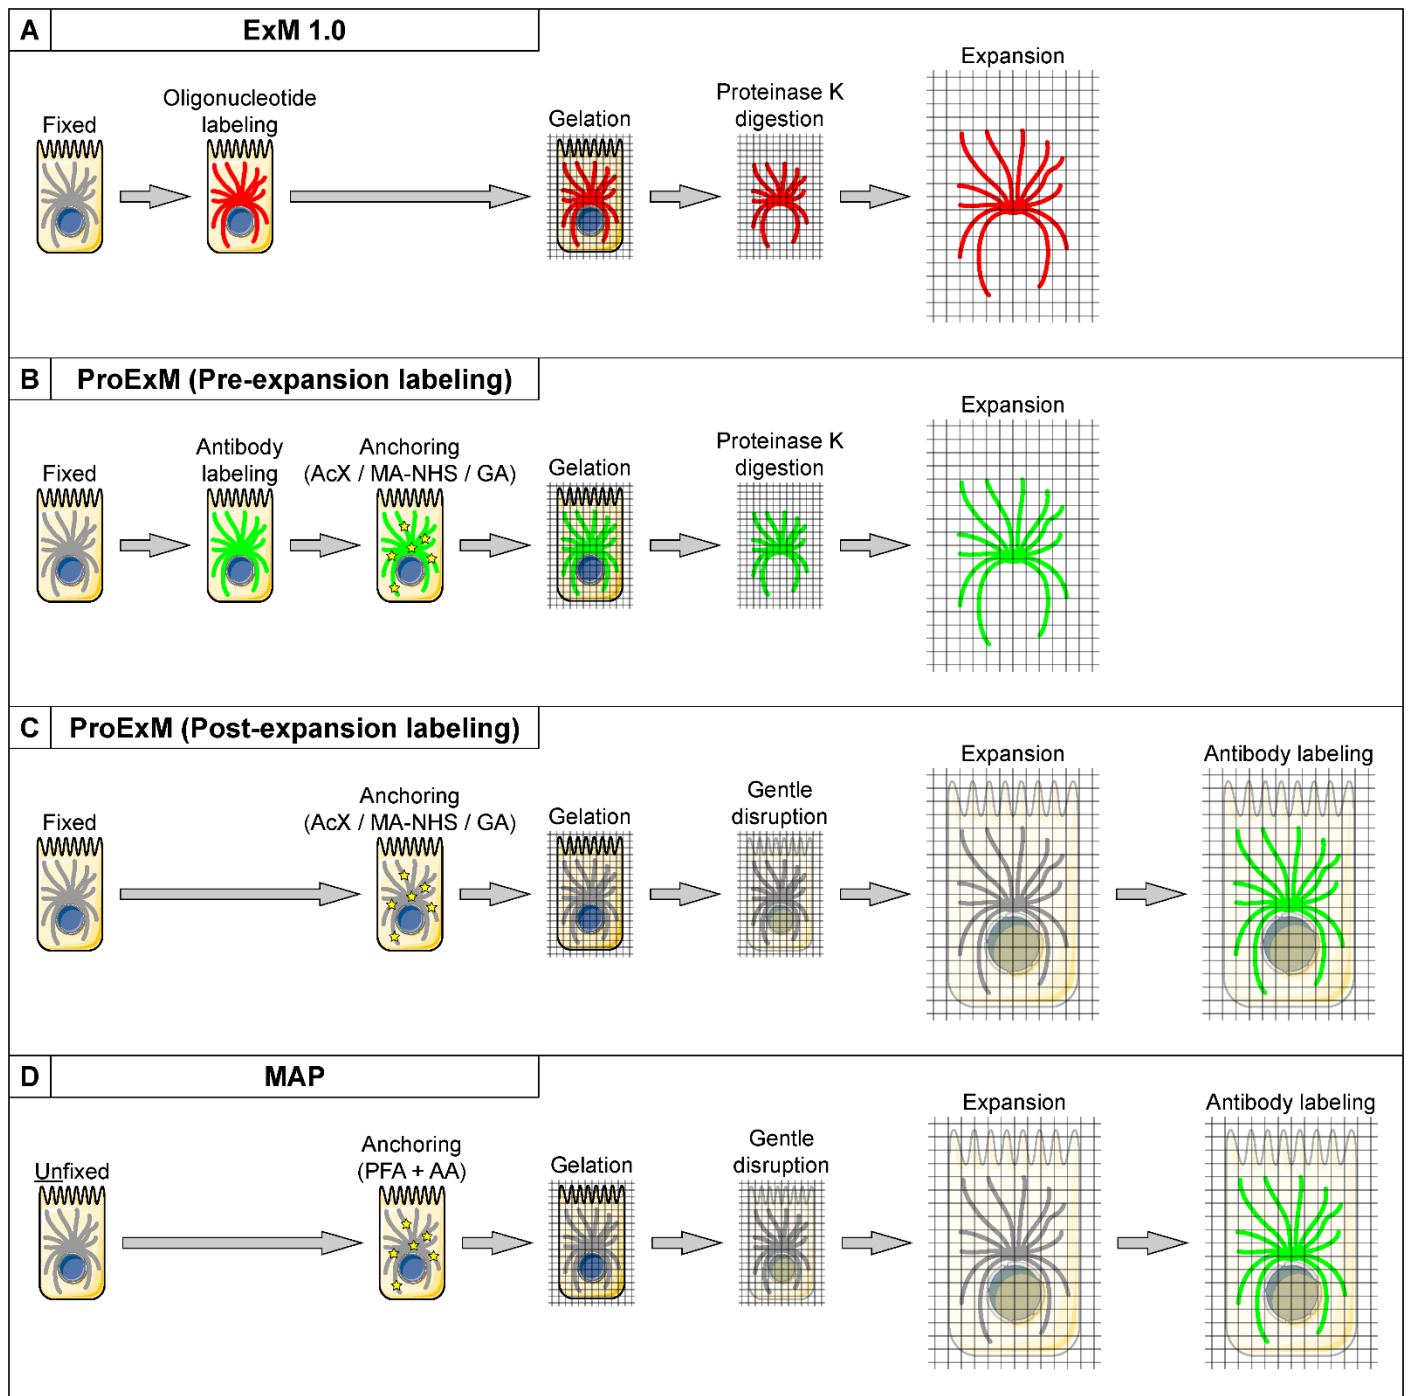 A
ExM 1.0
Fixed
Oligonucleotide
labeling
Gelation
Proteinase K
digestion
Expansion
B
ProExM (Pre-expansion labeling)
Fixed
Antibody
labeling
Anchoring
(AcX / MA-NHS / GA)
Gelation
Proteinase K
digestion
Expansion
C
ProExM (Post-expansion labeling)
Fixed
Anchoring
(AcX / MA-NHS / GA)
Gelation
Gentle
disruption
Expansion
Antibody labeling
D
MAP
Unfixed
Anchoring
(PFA + AA)
Gelation
Gentle
disruption
Expansion
Antibody labeling